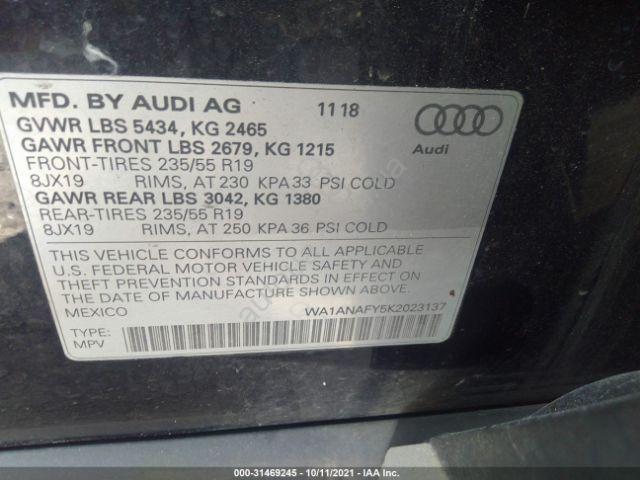 MFD. BY AUDI AG 11 18
GVWR LBS 5434, KG 2465
GAWR FRONT LBS 2679, KG 1215
FRONT-TIRES 235/55 R19
8JX19 RIMS, AT 230 KPA 33 PSI COLD
GAWR REAR LBS 3042, KG 1380
REAR-TIRES 235/55 R19
8JX19 RIMS, AT 250 KPA 36 PSI COLD
Audi
THIS VEHICLE CONFORMS TO ALL APPLICABLE
U.S. FEDERAL MOTOR VEHICLE SAFETY AND
THEFT PREVENTION STANDARDS IN EFFECT ON
THE DATE OF MANUFACTURE SHOWN ABOVE.
MEXICO WA1ANAFY5K2023137
TYPE:
MPV
000-31469245 - 10/11/2021 - IAA Inc.